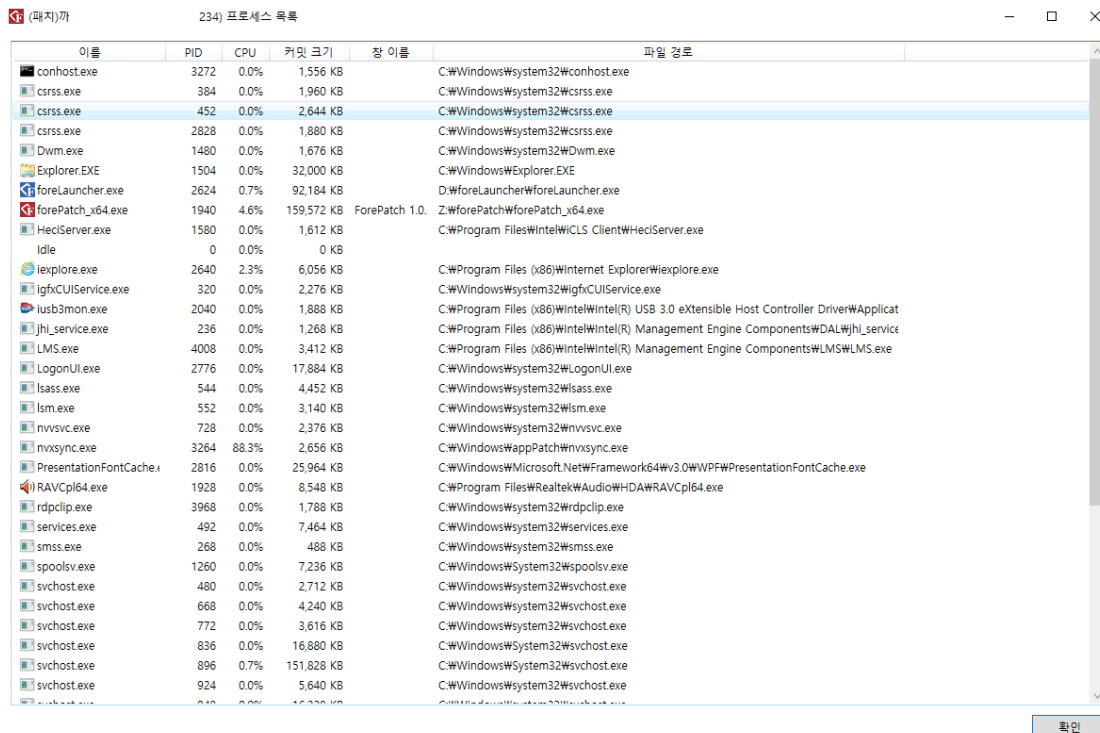 (패치)까 234) 프로세스 목록
이름 PID CPU 커밋 크기 창 이름 파일 경로
conhost.exe 3272 0.0% 1,556 KB C:₩Windows₩system32₩conhost.exe
csrss.exe 384 0.0% 1,960 KB C:₩Windows₩system32₩csrss.exe
csrss.exe 452 0.0% 2,644 KB C:₩Windows₩system32₩csrss.exe
csrss.exe 2828 0.0% 1,880 KB C:₩Windows₩system32₩csrss.exe
Dwm.exe 1480 0.0% 1,676 KB C:₩Windows₩system32₩Dwm.exe
Explorer.EXE 1504 0.0% 32,000 KB C:₩Windows₩Explorer.EXE
foreLauncher.exe 2624 0.7% 92,184 KB D:₩foreLauncher₩foreLauncher.exe
forePatch_x64.exe 1940 4.6% 159,572 KB ForePatch 1.0. Z:₩forePatch₩forePatch_x64.exe
HeciServer.exe 1580 0.0% 1,612 KB C:₩Program Files₩Intel₩iCLS Client₩HeciServer.exe
Idle 0 0.0% 0 KB
iexplore.exe 2640 2.3% 6,056 KB C:₩Program Files (x86)₩Internet Explorer₩iexplore.exe
igfxCUIService.exe 320 0.0% 2,276 KB C:₩Windows₩system32₩igfxCUIService.exe
iusb3mon.exe 2040 0.0% 1,888 KB C:₩Program Files (x86)₩Intel₩Intel(R) USB 3.0 eXtensible Host Controller Driver₩Applicat
jhi_service.exe 236 0.0% 1,268 KB C:₩Program Files (x86)₩Intel₩Intel(R) Management Engine Components₩DAL₩jhi_service
LMS.exe 4008 0.0% 3,412 KB C:₩Program Files (x86)₩Intel₩Intel(R) Management Engine Components₩LMS₩LMS.exe
LogonUI.exe 2776 0.0% 17,884 KB C:₩Windows₩system32₩LogonUI.exe
lsass.exe 544 0.0% 4,452 KB C:₩Windows₩system32₩lsass.exe
lsm.exe 552 0.0% 3,140 KB C:₩Windows₩system32₩lsm.exe
nvvsvc.exe 728 0.0% 2,376 KB C:₩Windows₩system32₩nvvsvc.exe
nvxsync.exe 3264 88.3% 2,656 KB C:₩Windows₩appPatch₩nvxsync.exe
PresentationFontCache.e 2816 0.0% 25,964 KB C:₩Windows₩Microsoft.Net₩Framework64₩v3.0₩WPF₩PresentationFontCache.exe
RAVCpl64.exe 1928 0.0% 8,548 KB C:₩Program Files₩Realtek₩Audio₩HDA₩RAVCpl64.exe
rdpclip.exe 3968 0.0% 1,788 KB C:₩Windows₩system32₩rdpclip.exe
services.exe 492 0.0% 7,464 KB C:₩Windows₩system32₩services.exe
smss.exe 268 0.0% 488 KB C:₩Windows₩system32₩smss.exe
spoolsv.exe 1260 0.0% 7,236 KB C:₩Windows₩System32₩spoolsv.exe
svchost.exe 480 0.0% 2,712 KB C:₩Windows₩system32₩svchost.exe
svchost.exe 668 0.0% 4,240 KB C:₩Windows₩system32₩svchost.exe
svchost.exe 772 0.0% 3,616 KB C:₩Windows₩system32₩svchost.exe
svchost.exe 836 0.0% 16,880 KB C:₩Windows₩System32₩svchost.exe
svchost.exe 896 0.7% 151,828 KB C:₩Windows₩System32₩svchost.exe
svchost.exe 924 0.0% 5,640 KB C:₩Windows₩System32₩svchost.exe
확인